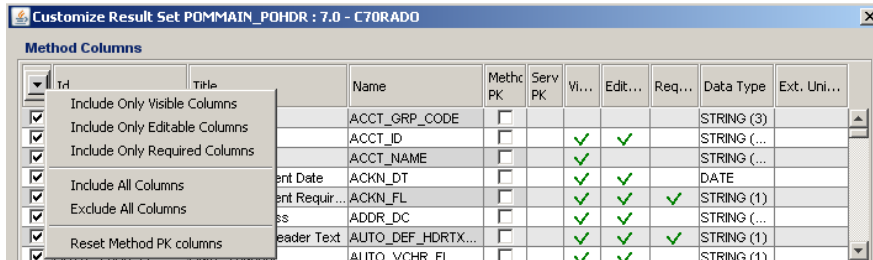 Customize Result Set POMMAIN_POHDR : 7.0 - C70RADO
Method Columns
Id Title Name Methc PK Serv PK Vi... Edit... Req... Data Type Ext. Uni...
Include Only Visible Columns
Include Only Editable Columns
Include Only Required Columns
Include All Columns
Exclude All Columns
Reset Method PK columns
ACCT_GRP_CODE STRING (3)
ACCT_ID STRING (...
ACCT_NAME STRING (...
ent Date ACKN_DT DATE
ent Requir... ACKN_FL STRING (1)
ss ADDR_DC STRING (...
eader Text AUTO_DEF_HDRTX... STRING (1)
AUTO_VCHR_FL STRING (1)